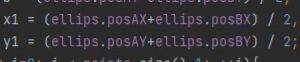 x1 = (ellips.posAX+ellips.posBX) / 2,
y1 = (ellips.posAY+ellips.posBY) / 2,